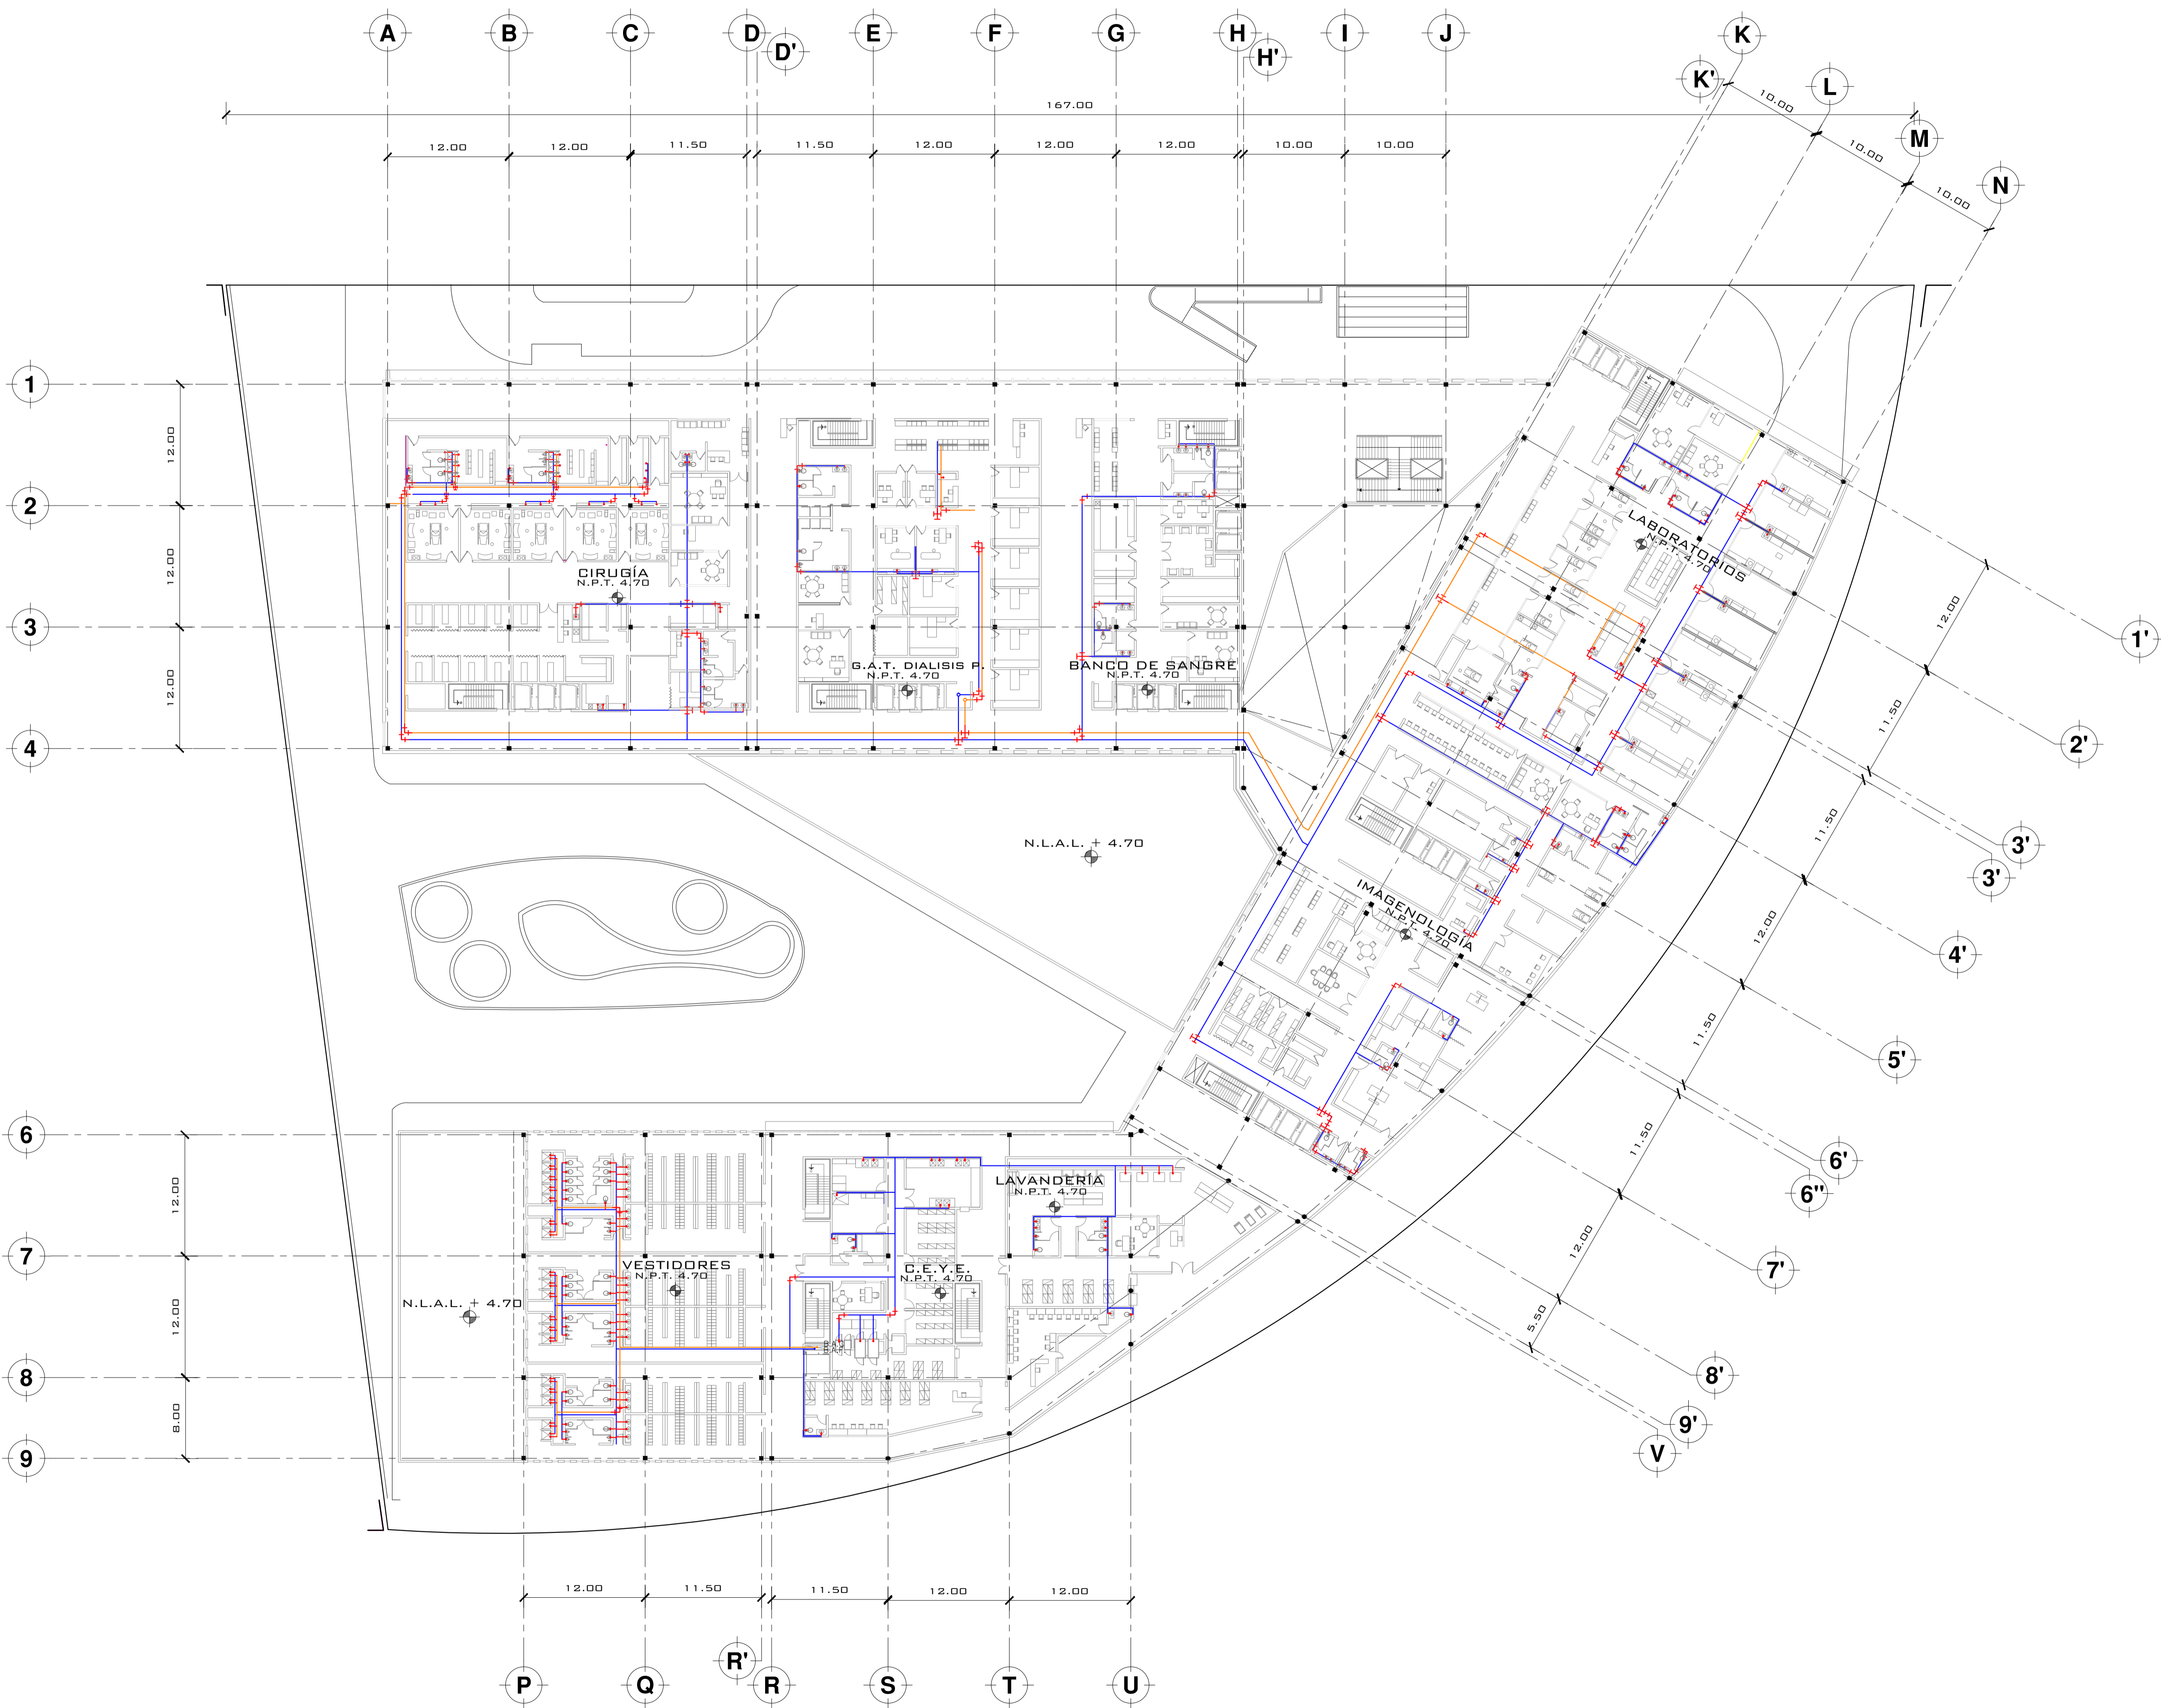 A B C D E F G H I J K
D' H' K' L
167.00
10.00
M
12.00 12.00 11.50 11.50 12.00 12.00 12.00 10.00 10.00
10.00
N
10.00
1
12.00
2
LABORATORIOS
N.P.T. 4.70
12.00
CIRUGÍA
N.P.T. 4.70
12.00
3
1'
G.A.T. DIALISIS P.
N.P.T. 4.70
BANCO DE SANGRE
N.P.T. 4.70
12.00
11.50
4
2'
11.50
N.L.A.L. + 4.70
3'
3'
IMAGENOLOGÍA
N.P.T. 4.70
12.00
4'
11.50
5'
6
11.50
6'
6"
LAVANDERÍA
N.P.T. 4.70
12.00
12.00
7
VESTIDORES
N.P.T. 4.70
C.E.Y.E.
N.P.T. 4.70
7'
N.L.A.L. + 4.70
12.00
5.50
8
8'
8.00
9'
9
V
12.00 11.50 11.50 12.00 12.00
R'
P Q R S T U